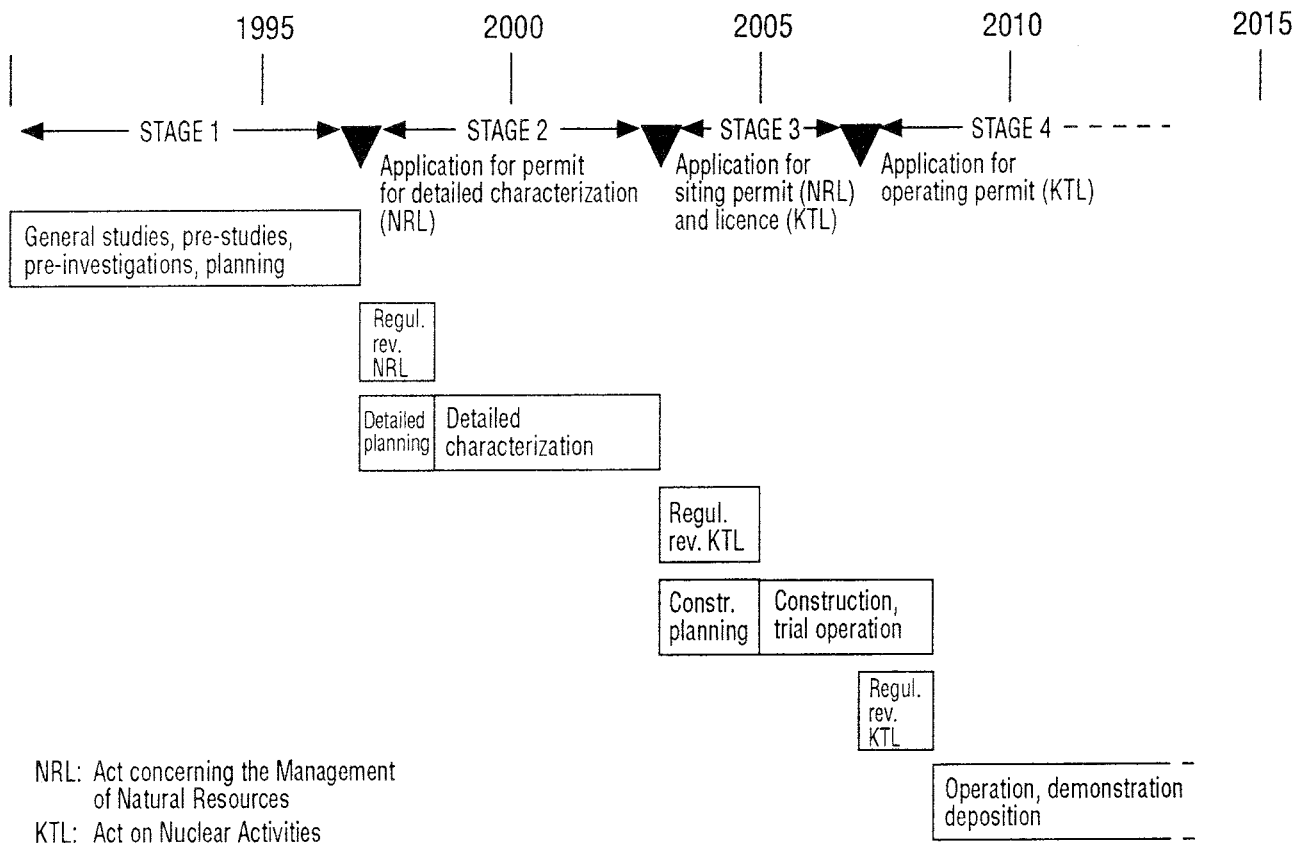 1995 2000 2005 2010 2015
STAGE 1 STAGE 2 STAGE 3 STAGE 4
Application for permit
for detailed characterization
(NRL)
Application for
siting permit (NRL)
and licence (KTL)
Application for
operating permit (KTL)
General studies, pre-studies,
pre-investigations, planning
Regul.
rev.
NRL
Detailed
planning
Detailed
characterization
Regul.
rev. KTL
Constr.
planning
Construction,
trial operation
Regul.
rev.
KTL
Operation, demonstration
deposition
NRL: Act concerning the Management
of Natural Resources
KTL: Act on Nuclear Activities